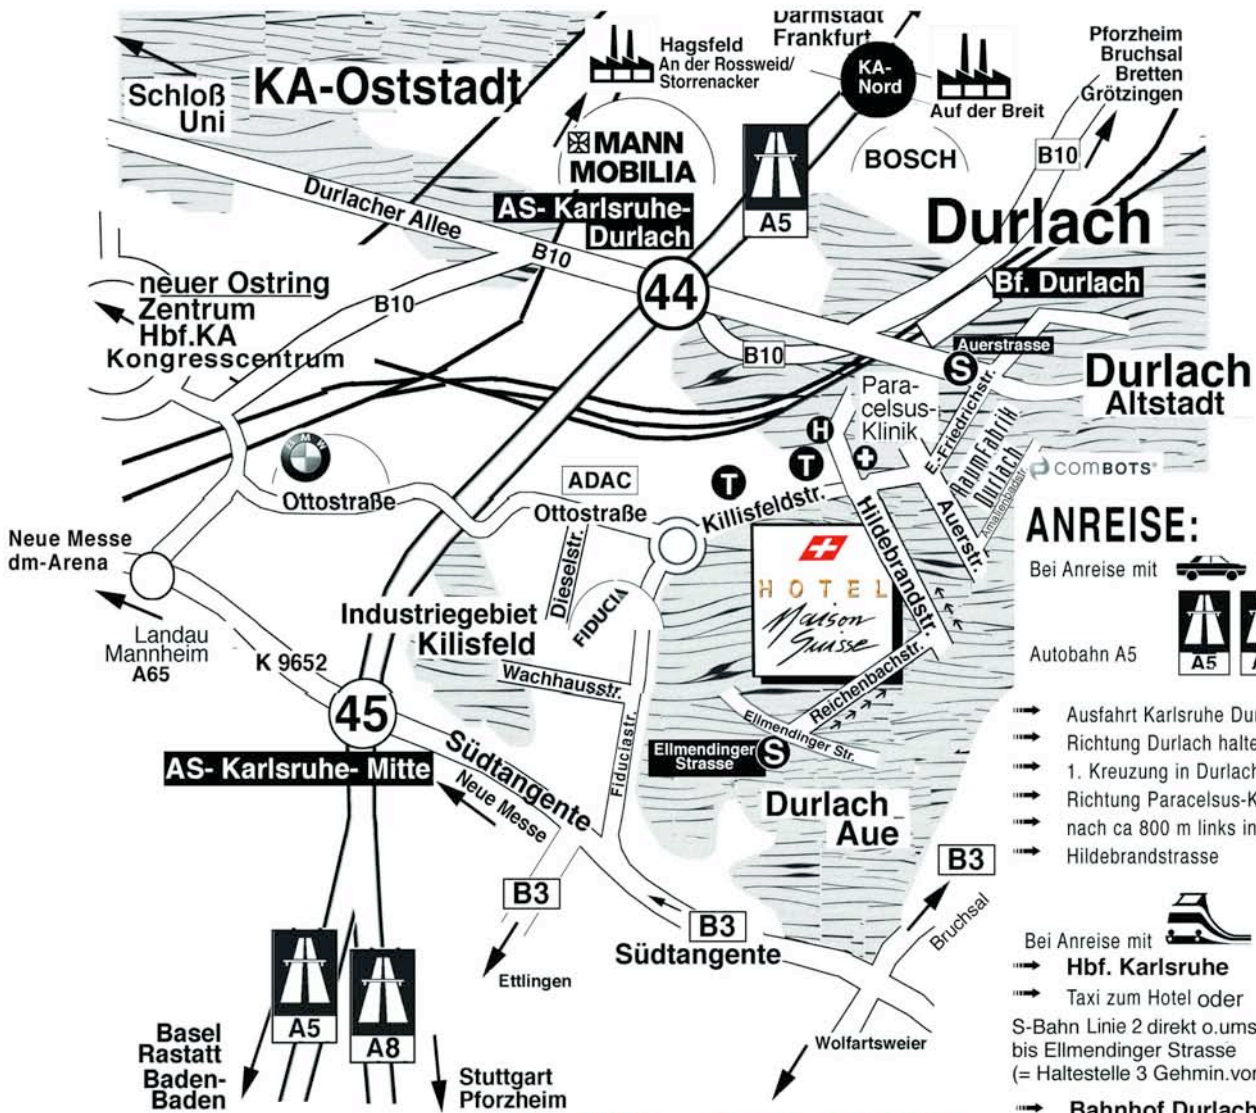 Darmstadt
Frankfurt
Hagsfeld
An der Rossweid/
Storrenacker
KA-
Nord
Auf der Breit
Pforzheim
Bruchsal
Bretten
Grötzingen
KA-Oststadt
Schloß
Uni
MANN
MOBILIA
BOSCH
B10
A5
Durlacher Allee
AS- Karlsruhe-
Durlach
B10
Durlach
44
Bf. Durlach
neuer Ostring
Zentrum
Hbf.KA
Kongresscentrum
B10
B10
Auerstrasse
S
Durlach
Altstadt
Para-
celsus-
Klinik
H
E.-Friedrichstr.
RaumFabrik
Durlach
Amalienbadstr.
comBOTS
BMW
Ottostraße
ADAC
Ottostraße
T
T
Killisfeldstr.
Hildebrandstr.
Auerstr.
Neue Messe
dm-Arena
Dieselstr.
FIDUCIA
HOTEL
Maison
Suisse
Landau
Mannheim
A65
Industriegebiet
Kilisfeld
K 9652
Wachhausstr.
Fiduciastr.
Reichenbachstr.
Ellmendinger Str.
Ellmendinger
Strasse
S
45
AS- Karlsruhe- Mitte
Südtangente
Neue Messe
Durlach
Aue
B3
B3
B3
Südtangente
Bruchsal
Ettlingen
Wolfartsweier
A5
A8
Basel
Rastatt
Baden-
Baden
Stuttgart
Pforzheim
ANREISE:
Bei Anreise mit
Autobahn A5
A5
Ausfahrt Karlsruhe Du
Richtung Durlach halte
1. Kreuzung in Durlach
Richtung Paracelsus-K
nach ca 800 m links in
Hildebrandstrasse
Bei Anreise mit
Hbf. Karlsruhe
Taxi zum Hotel oder
S-Bahn Linie 2 direkt o.ums
bis Ellmendinger Strasse
(= Haltestelle 3 Gehmin.vor
Bahnhof Durlach